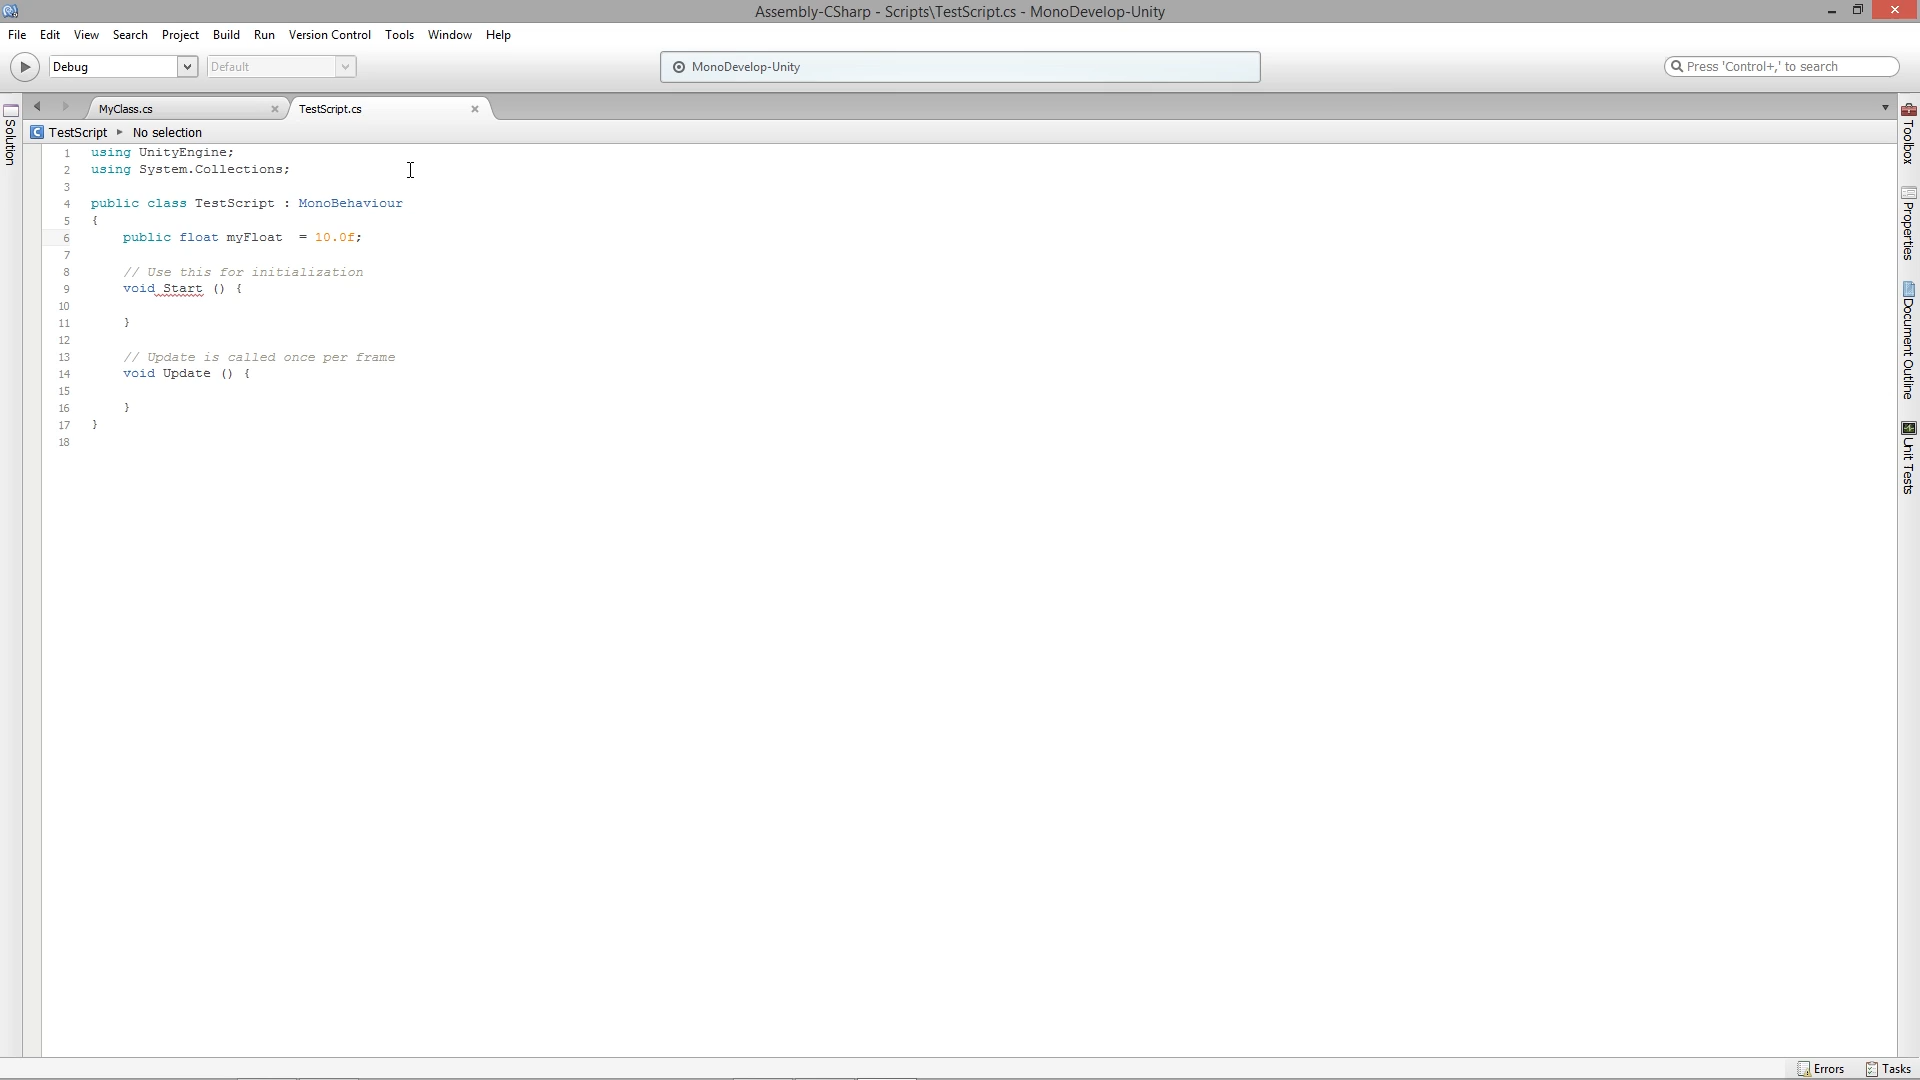 Assembly-CSharp - Scripts\TestScript.cs - MonoDevelop-Unity
File Edit View Search Project Build Run Version Control Tools Window Help
Debug Default MonoDevelop-Unity Press 'Control+,' to search
MyClass.cs TestScript.cs
TestScript No selection
1 using UnityEngine;
2 using System.Collections;
3
4 public class TestScript : MonoBehaviour
5 {
6 public float myFloat  = 10.0f;
7
8 // Use this for initialization
9 void Start () {
10
11 }
12
13 // Update is called once per frame
14 void Update () {
15
16 }
17 }
18
Solution
Toolbox
Properties
Document Outline
Unit Tests
Errors Tasks